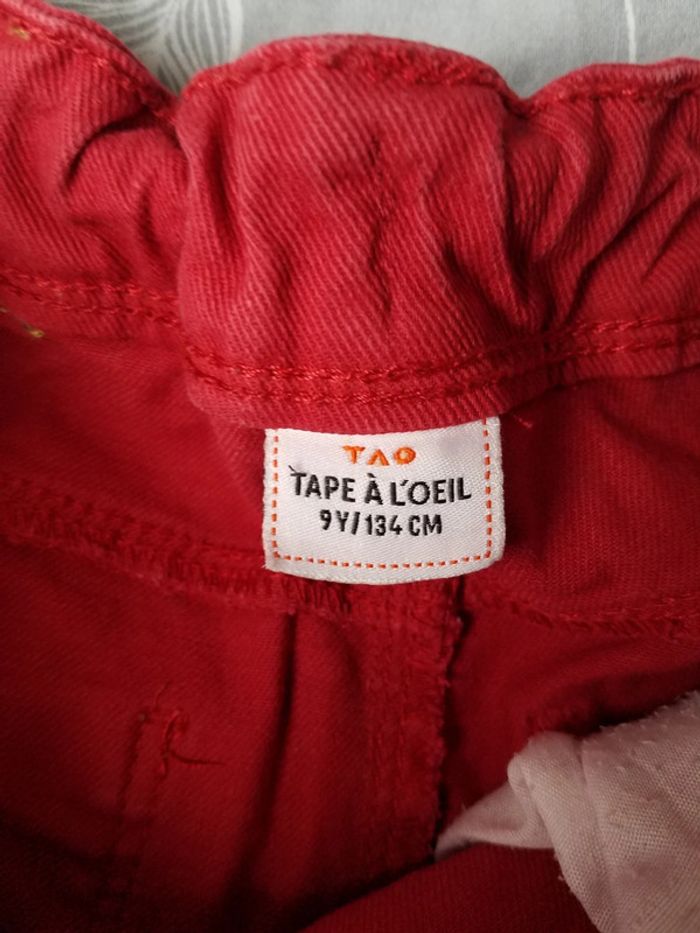 TAO
TAPE À L'OEIL
9Y/134 CM